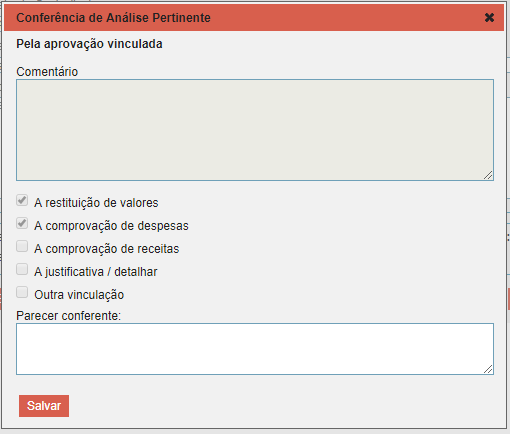 Conferência de Análise Pertinente
Pela aprovação vinculada
Comentário
A restituição de valores
A comprovação de despesas
A comprovação de receitas
A justificativa / detalhar
Outra vinculação
Parecer conferente:
Salvar